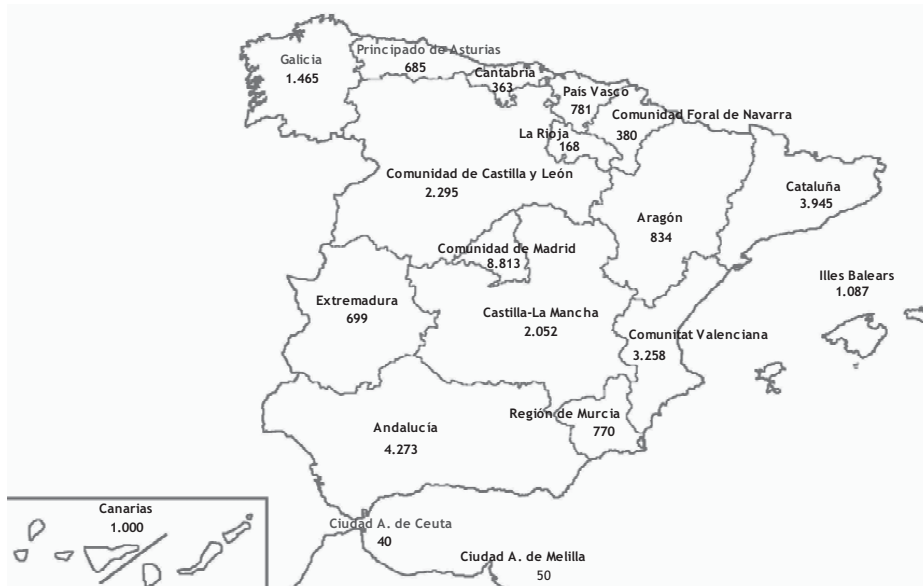 Galicia
1.465
Principado de Asturias
685
Cantabria
363
País Vasco
781
Comunidad Foral de Navarra
380
La Rioja
168
Comunidad de Castilla y León
2.295
Cataluña
3.945
Aragón
834
Comunidad de Madrid
8.813
Illes Balears
1.087
Extremadura
699
Castilla-La Mancha
2.052
Comunitat Valenciana
3.258
Región de Murcia
770
Andalucía
4.273
Canarias
1.000
Ciudad A. de Ceuta
40
Ciudad A. de Melilla
50